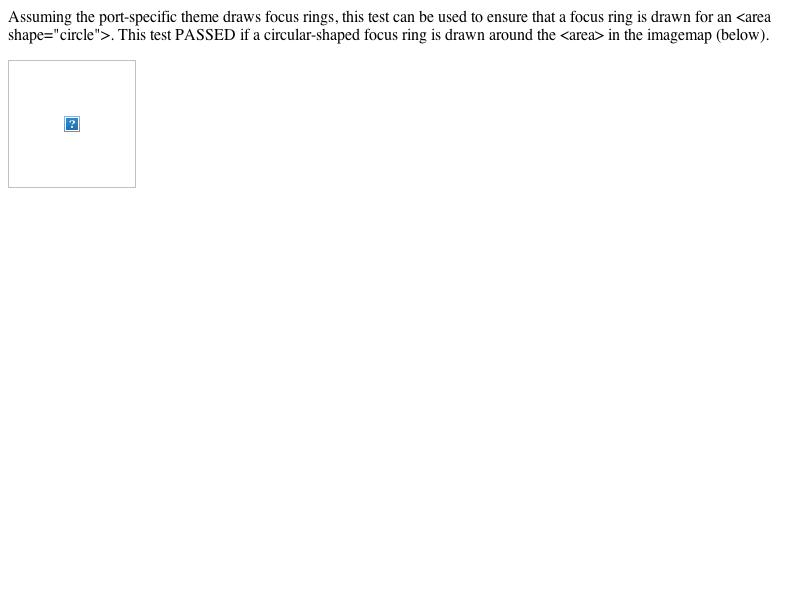 Assuming the port-specific theme draws focus rings, this test can be used to ensure that a focus ring is drawn for an <area
shape="circle">. This test PASSED if a circular-shaped focus ring is drawn around the <area> in the imagemap (below).
?